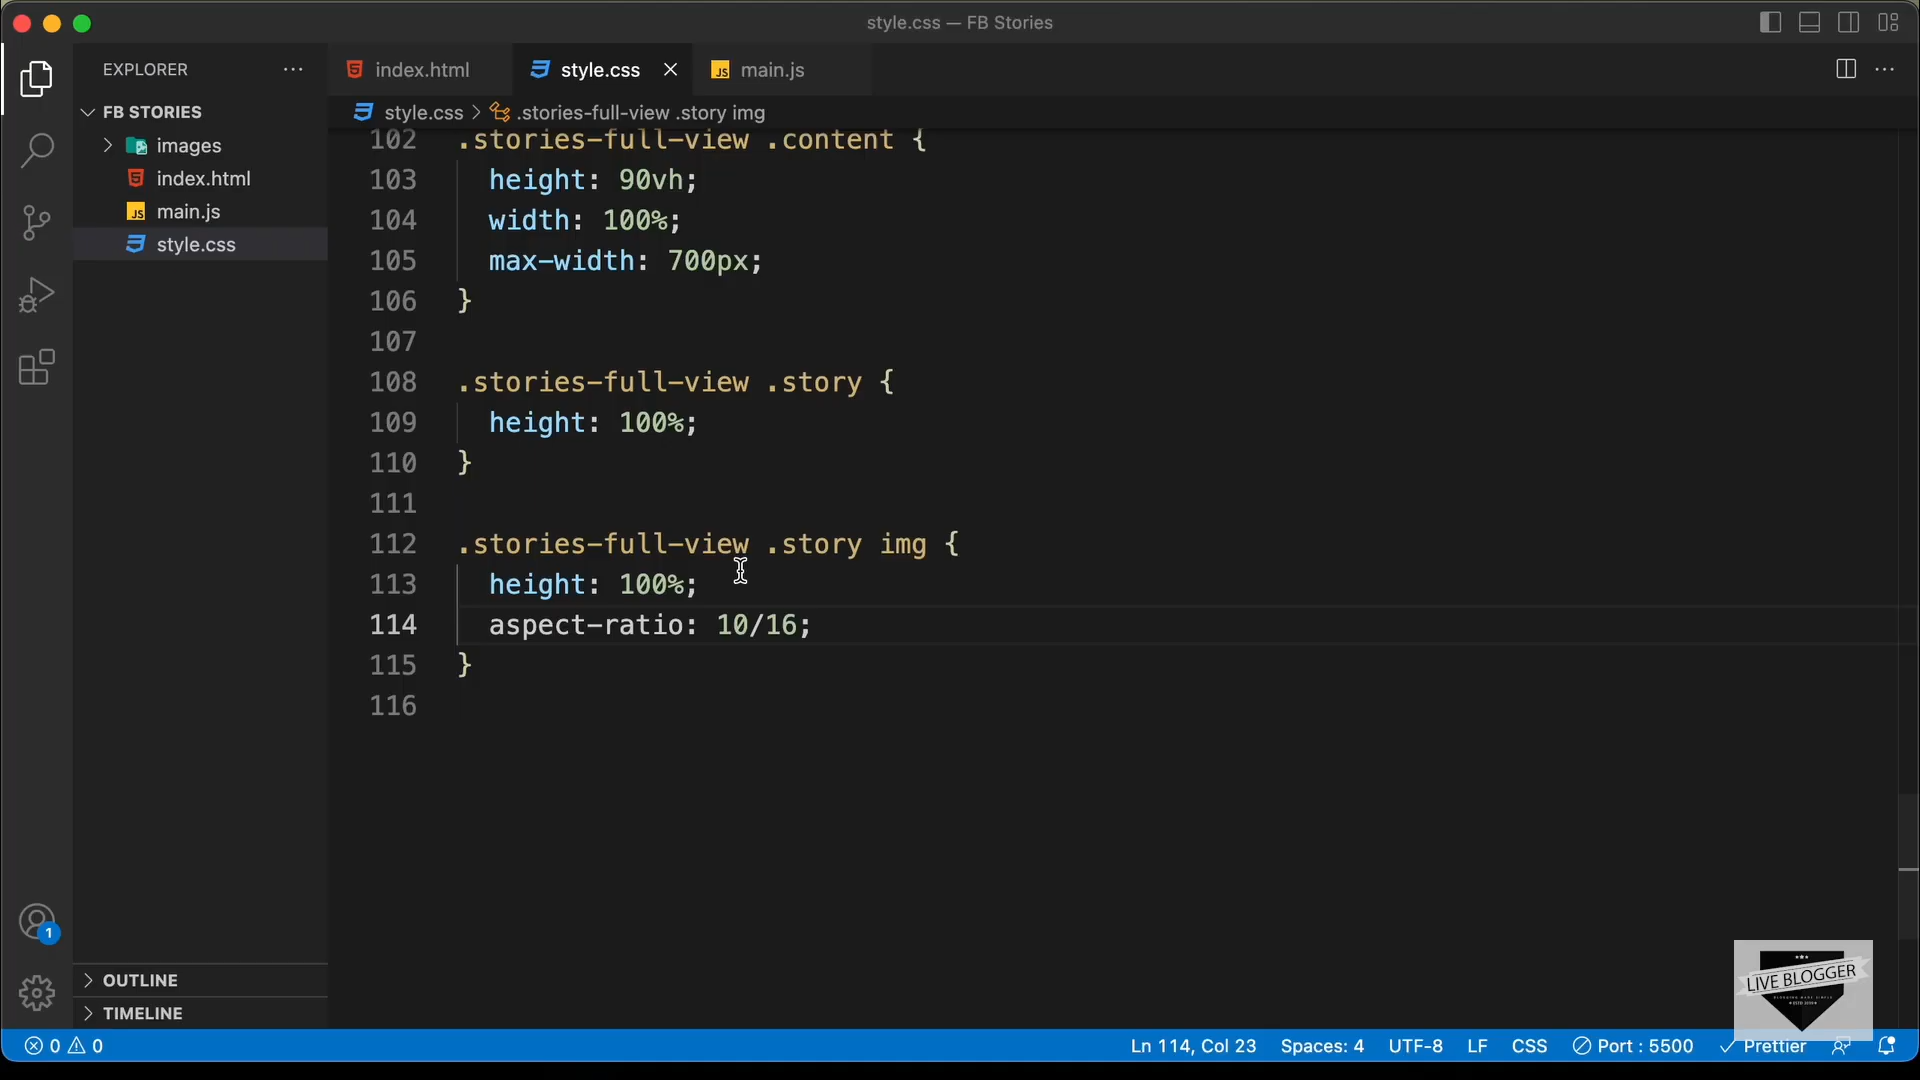 style.css — FB Stories
EXPLORER
index.html
style.css
main.js
FB STORIES
style.css > .stories-full-view .story img
images
index.html
main.js
style.css
102 .stories-full-view .content {
103 height: 90vh;
104 width: 100%;
105 max-width: 700px;
106 }
107
108 .stories-full-view .story {
109 height: 100%;
110 }
111
112 .stories-full-view .story img {
113 height: 100%;
114 aspect-ratio: 10/16;
115 }
116
1
OUTLINE
TIMELINE
LIVE BLOGGER
0 0 Ln 114, Col 23 Spaces: 4 UTF-8 LF CSS Port : 5500 Prettier